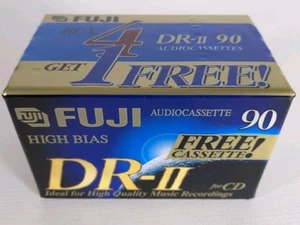 BUY 4
DR-II 90
AUDIOCASSETTES
GET 1 FREE!
FUJI AUDIOCASSETTE 90
HIGH BIAS
FREE!
CASSETTE!
DR-II for CD
Ideal for High Quality Music Recordings